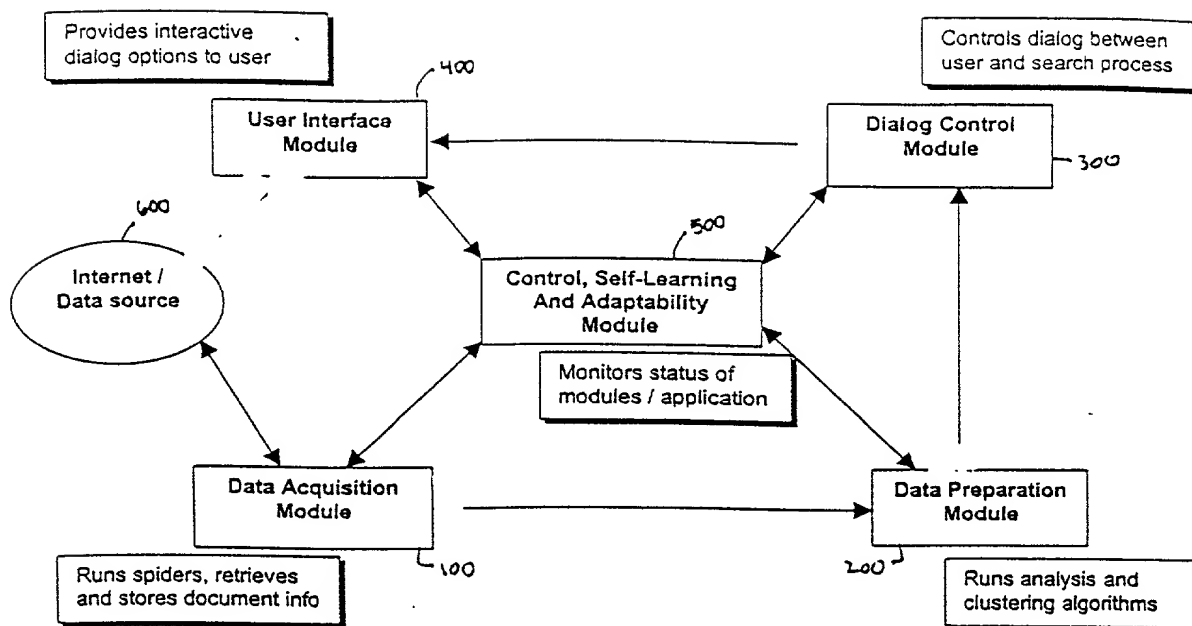 Provides interactive
dialog options to user
Controls dialog between
user and search process
400
User Interface
Module
Dialog Control
Module
300
600
500
Internet /
Data source
Control, Self-Learning
And Adaptability
Module
Monitors status of
modules / application
Data Acquisition
Module
Data Preparation
Module
100
200
Runs spiders, retrieves
and stores document info
Runs analysis and
clustering algorithms